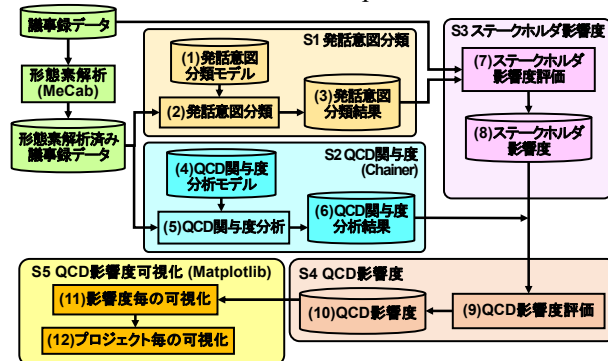 議事録データ
形態素解析
(MeCab)
形態素解析済み
議事録データ
S1 発話意図分類
(1)発話意図
分類モデル
(2)発話意図分類
(3)発話意図
分類結果
S2 QCD関与度
(Chainer)
(4)QCD関与度
分析モデル
(5)QCD関与度分析
(6)QCD関与度
分析結果
S3 ステークホルダ
影響度
(7)ステークホルダ
影響度評価
(8)ステークホルダ
影響度
S4 QCD影響度
(9)QCD影響度評価
(10)QCD影響度
S5 QCD影響度可視化 (Matplotlib)
(11)影響度毎の可視化
(12)プロジェクト毎の可視化